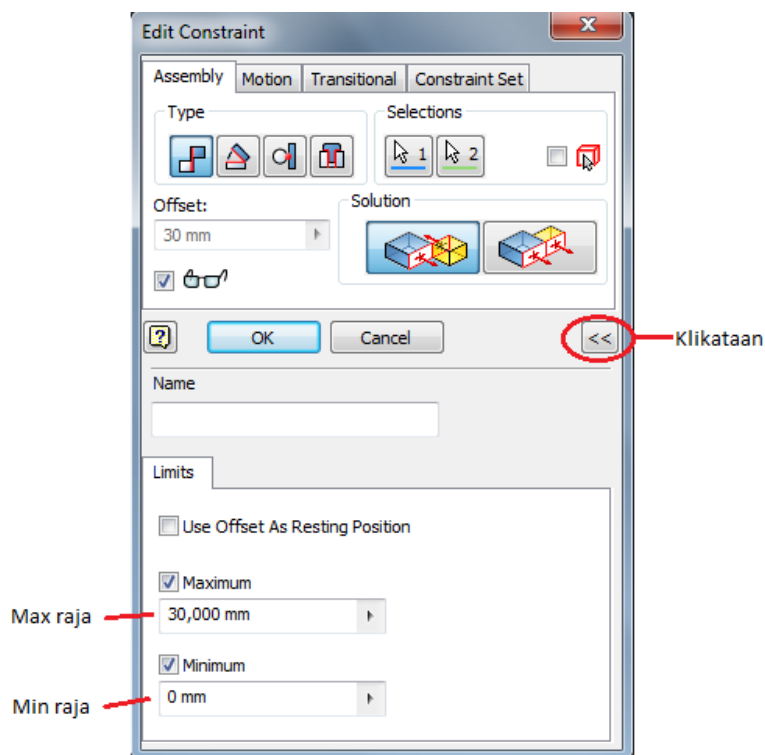 Edit Constraint
Assembly Motion Transitional Constraint Set
Type Selections
1 2
Offset: Solution
30 mm
OK Cancel << Klikataan
Name
Limits
Use Offset As Resting Position
Maximum
Max raja 30,000 mm
Minimum
Min raja 0 mm